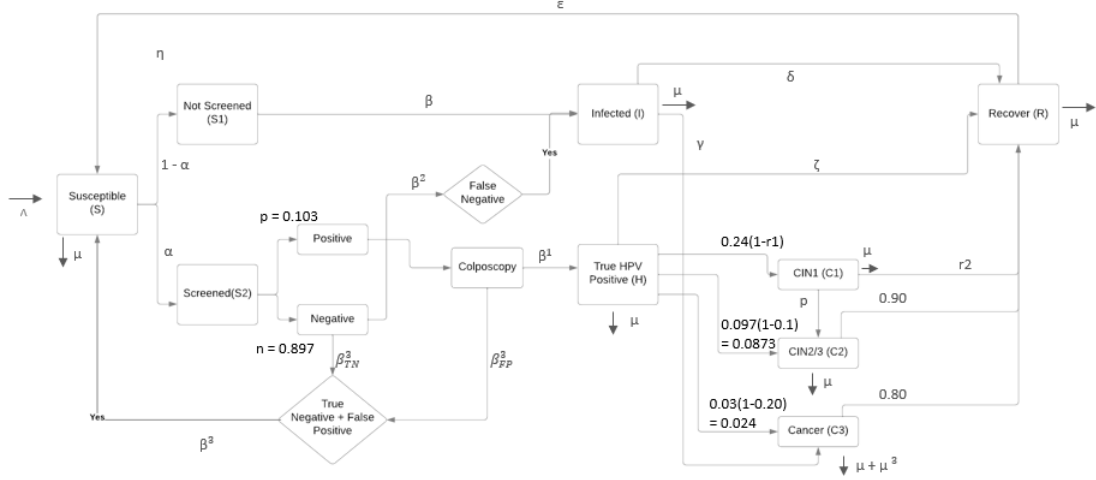 ε
η
Not Screened
(S1)
β
Infected (I)
μ
δ
Recover (R)
μ
γ
1 - α
Yes
ζ
Susceptible
(S)
Λ
μ
α
β²
False
Negative
p = 0.103
Positive
Screened(S2)
Negative
n = 0.897
Colposcopy
β¹
True HPV
Positive (H)
μ
0.24(1-r1)
CIN1 (C1)
μ
r2
p
0.90
0.097(1-0.1)
= 0.0873
CIN2/3 (C2)
μ
β³TN
β³FP
True
Negative + False
Positive
Yes
β³
0.03(1-0.20)
= 0.024
0.80
Cancer (C3)
μ + μ³